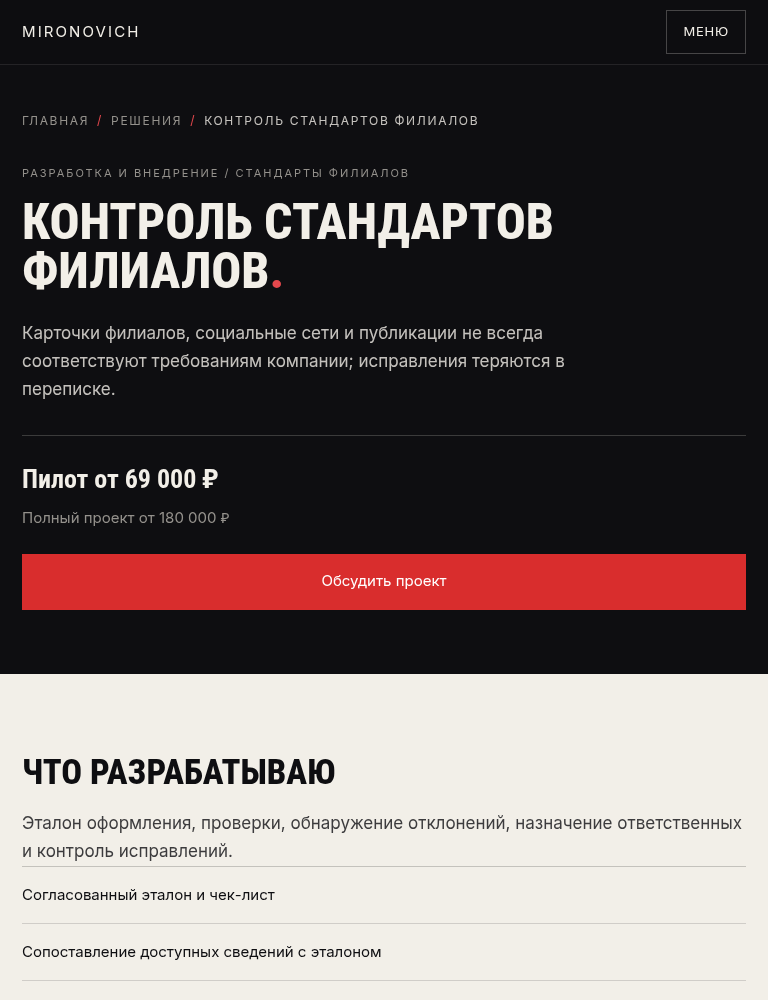 MIRONOVICH
МЕНЮ
ГЛАВНАЯ / РЕШЕНИЯ / КОНТРОЛЬ СТАНДАРТОВ ФИЛИАЛОВ
РАЗРАБОТКА И ВНЕДРЕНИЕ / СТАНДАРТЫ ФИЛИАЛОВ
КОНТРОЛЬ СТАНДАРТОВ
ФИЛИАЛОВ.
Карточки филиалов, социальные сети и публикации не всегда
соответствуют требованиям компании; исправления теряются в
переписке.
Пилот от 69 000 ₽
Полный проект от 180 000 ₽
Обсудить проект
ЧТО РАЗРАБАТЫВАЮ
Эталон оформления, проверки, обнаружение отклонений, назначение ответственных
и контроль исправлений.
Согласованный эталон и чек-лист
Сопоставление доступных сведений с эталоном